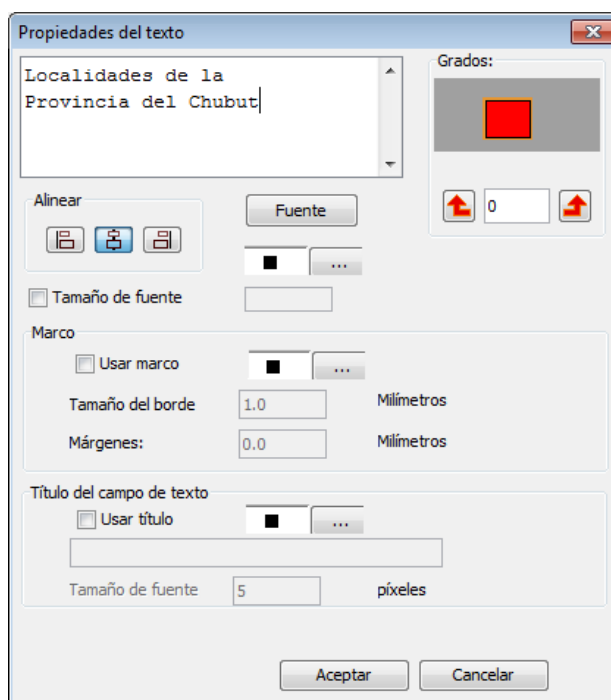 Propiedades del texto
Localidades de la
Provincia del Chubut
Grados:
0
Alinear
Fuente
...
Tamaño de fuente
Marco
Usar marco
...
Tamaño del borde 1.0 Milímetros
Márgenes: 0.0 Milímetros
Título del campo de texto
Usar título
...
Tamaño de fuente 5 píxeles
Aceptar Cancelar